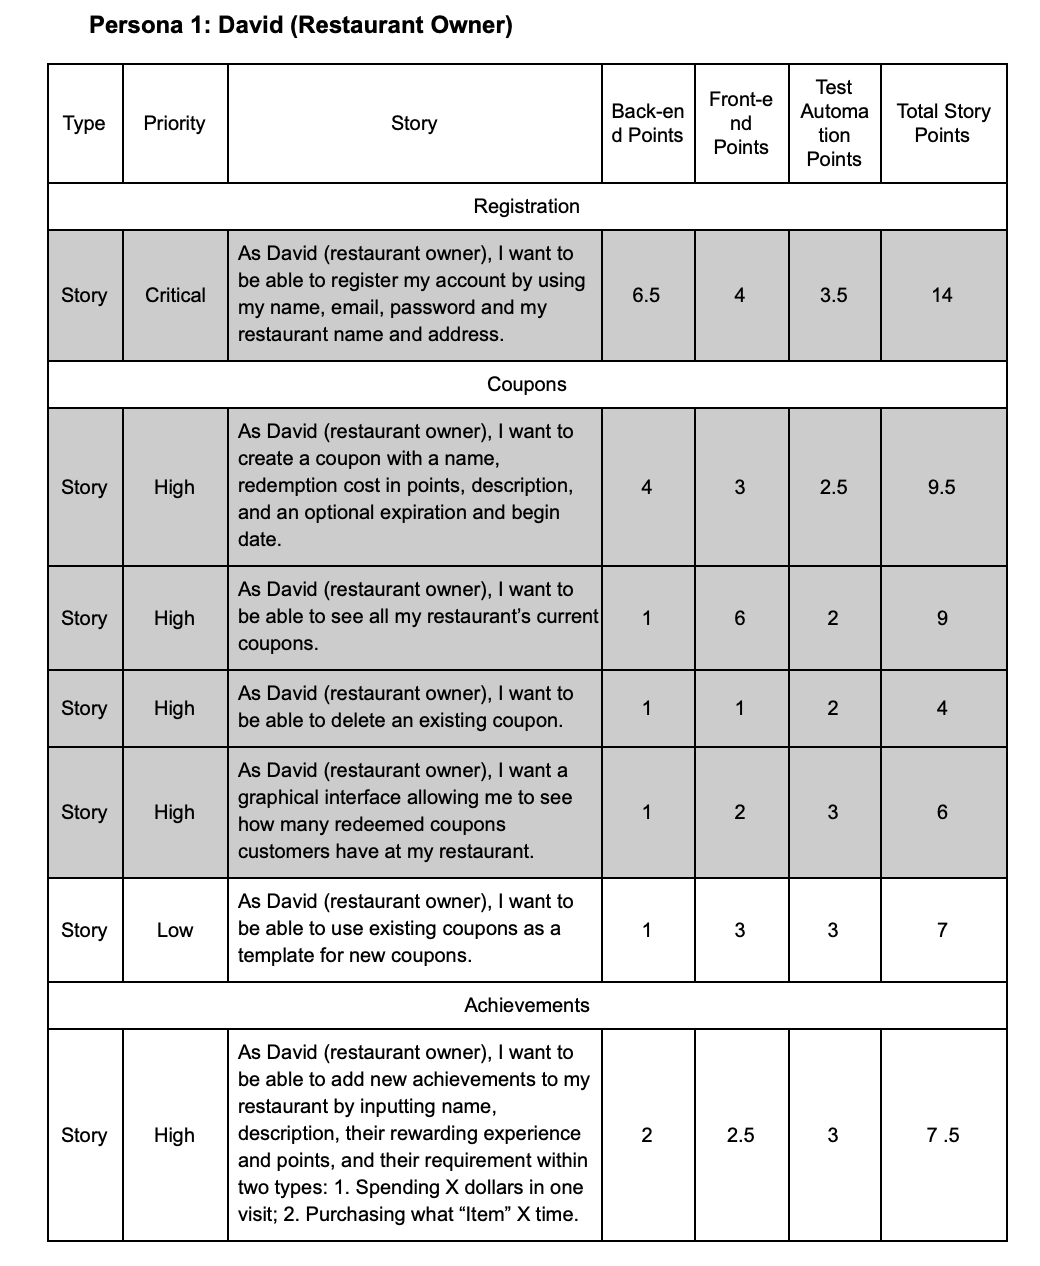 Persona 1: David (Restaurant Owner)
Type
Priority
Story
Back-en
d Points
Front-e
nd
Points
Test
Automa
tion
Points
Total Story
Points
Registration
Story
Critical
As David (restaurant owner), I want to
be able to register my account by using
my name, email, password and my
restaurant name and address.
6.5
4
3.5
14
Coupons
Story
High
As David (restaurant owner), I want to
create a coupon with a name,
redemption cost in points, description,
and an optional expiration and begin
date.
4
3
2.5
9.5
Story
High
As David (restaurant owner), I want to
be able to see all my restaurant’s current
coupons.
1
6
2
9
Story
High
As David (restaurant owner), I want to
be able to delete an existing coupon.
1
1
2
4
Story
High
As David (restaurant owner), I want a
graphical interface allowing me to see
how many redeemed coupons
customers have at my restaurant.
1
2
3
6
Story
Low
As David (restaurant owner), I want to
be able to use existing coupons as a
template for new coupons.
1
3
3
7
Achievements
Story
High
As David (restaurant owner), I want to
be able to add new achievements to my
restaurant by inputting name,
description, their rewarding experience
and points, and their requirement within
two types: 1. Spending X dollars in one
visit; 2. Purchasing what “Item” X time.
2
2.5
3
7 .5